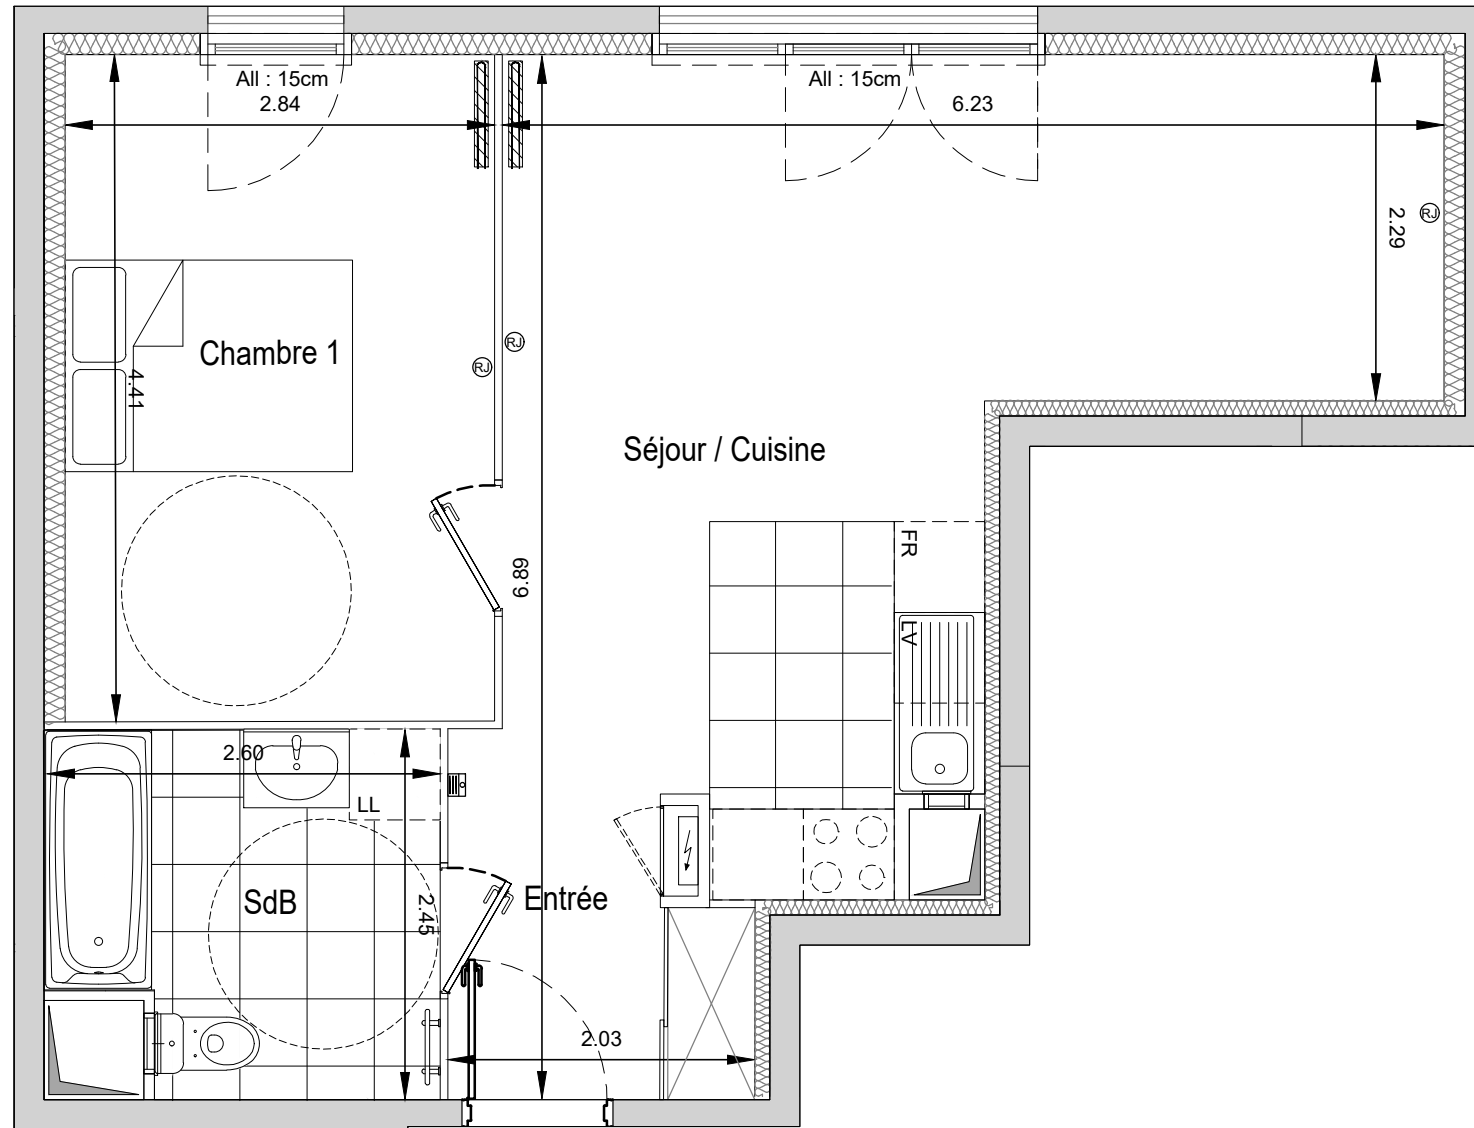 All : 15cm
2.84
All : 15cm
6.23
2.29
RJ
Chambre 1
4.41
RJ
RJ
Séjour / Cuisine
6.89
FR
LV
2.60
LL
SdB
2.45
Entrée
2.03